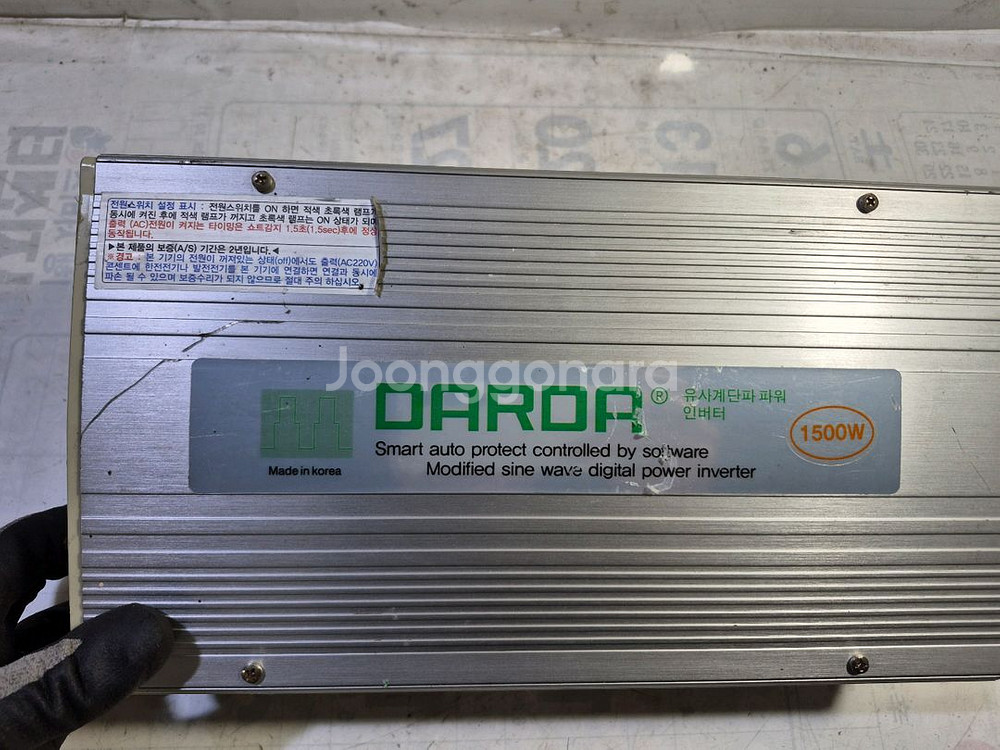 전원스위치 설정 표시 : 전원스위치를 ON 하면 적색 초록색 램프가
동시에 켜진 후에 적색 램프가 꺼지고 초록색 램프는 ON 상태가 되며
출력 (AC)전원이 켜지는 타이밍은 쇼트감지 1.5초(1.5sec)후에 정상
동작됩니다.
▶본 제품의 보증(A/S) 기간은 2년입니다.◀
※경고 : 본 기기의 전원이 꺼져있는 상태(off)에서도 출력(AC220V)
콘센트에 한전전기나 발전전기를 본 기기에 연결하면 연결과 동시에
파손 될 수 있으며 보증수리가 되지 않으므로 절대 주의 하십시오.
Joonggonara
DARDA ®
유사계단파 파워
인버터
1500W
Smart auto protect controlled by software
Modified sine wave digital power inverter
Made in korea